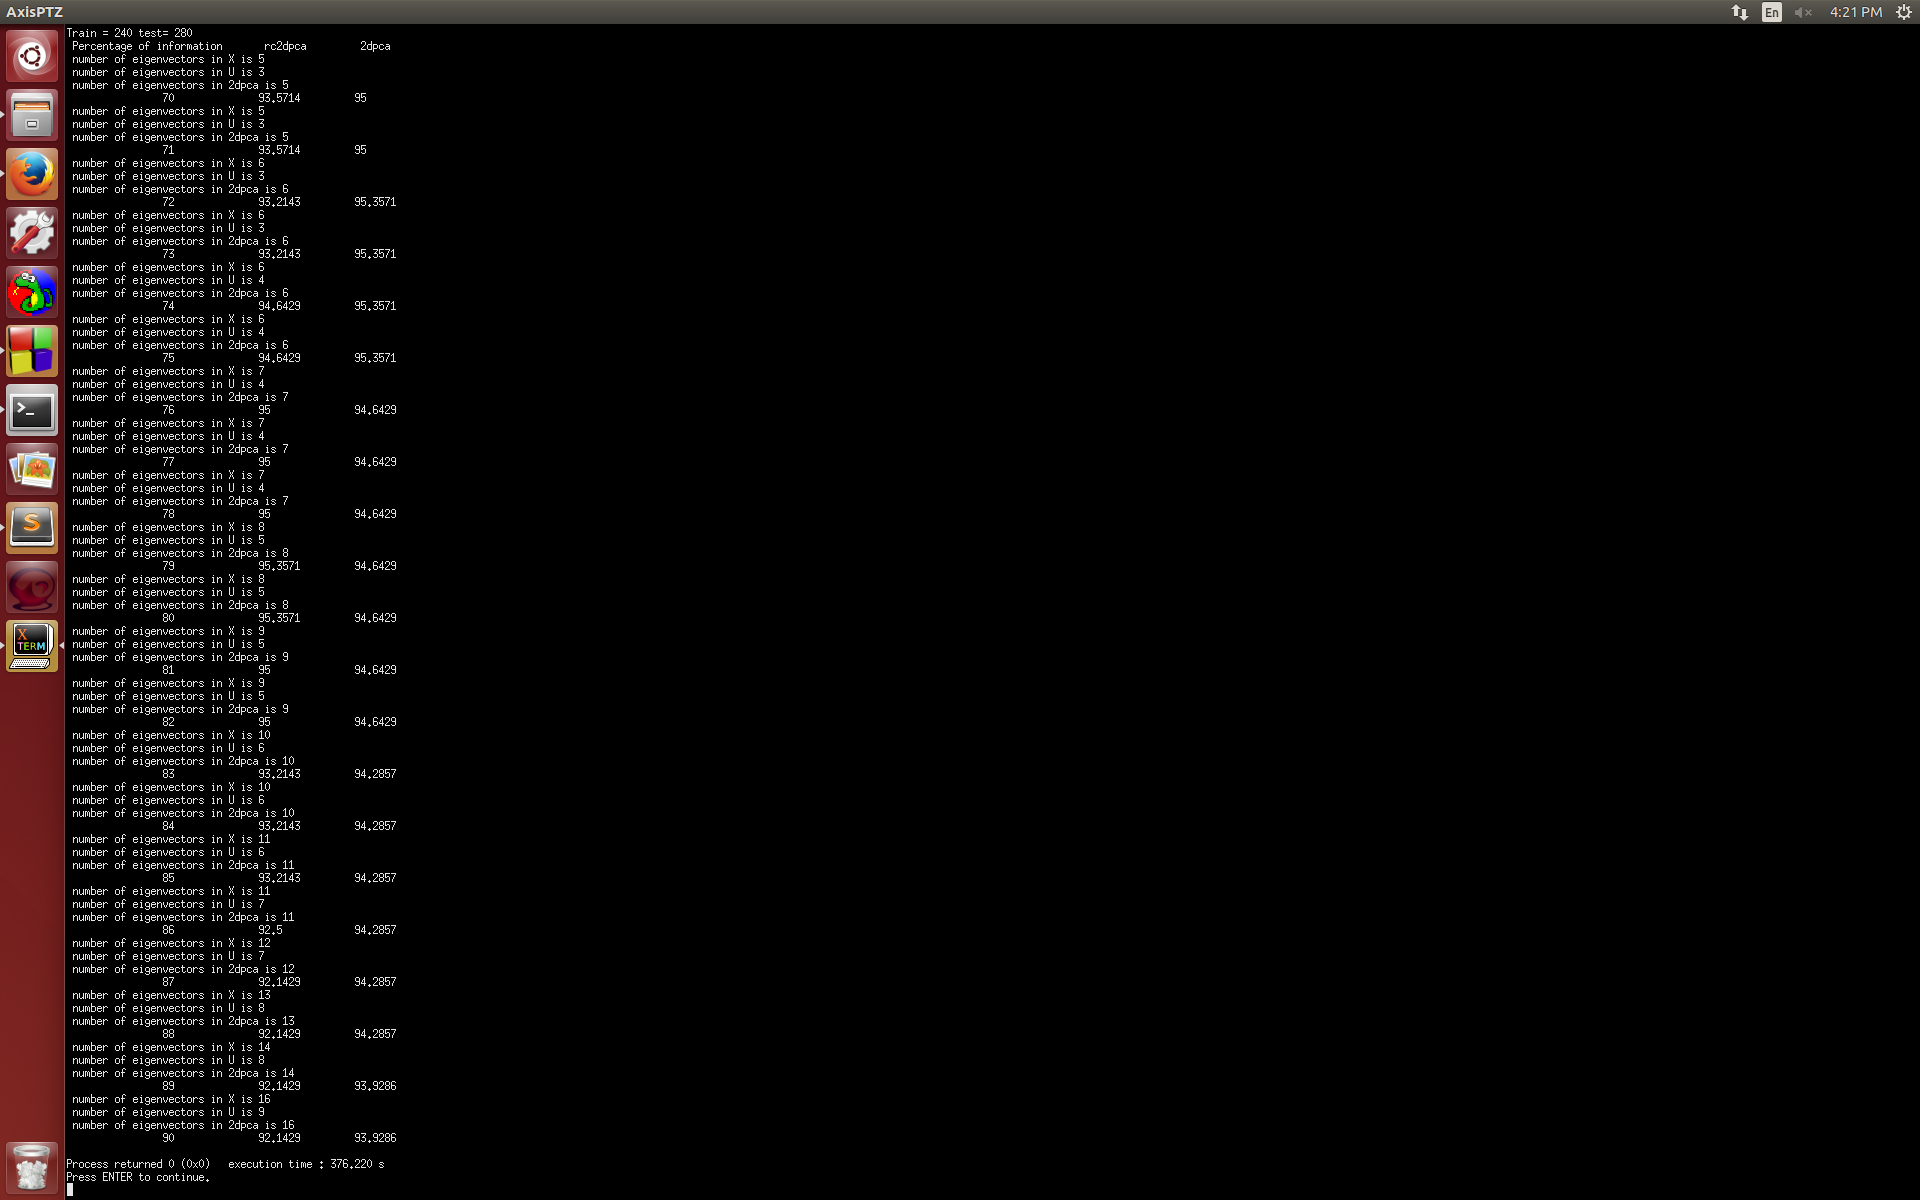 AxisPTZ
En
4:21 PM
Train = 240 test= 280
Percentage of information rc2dpca 2dpca
number of eigenvectors in X is 5
number of eigenvectors in U is 3
number of eigenvectors in 2dpca is 5
70 93.5714 95
number of eigenvectors in X is 5
number of eigenvectors in U is 3
number of eigenvectors in 2dpca is 5
71 93.5714 95
number of eigenvectors in X is 6
number of eigenvectors in U is 3
number of eigenvectors in 2dpca is 6
72 93.2143 95.3571
number of eigenvectors in X is 6
number of eigenvectors in U is 3
number of eigenvectors in 2dpca is 6
73 93.2143 95.3571
number of eigenvectors in X is 6
number of eigenvectors in U is 4
number of eigenvectors in 2dpca is 6
74 94.6429 95.3571
number of eigenvectors in X is 6
number of eigenvectors in U is 4
number of eigenvectors in 2dpca is 6
75 94.6429 95.3571
number of eigenvectors in X is 7
number of eigenvectors in U is 4
number of eigenvectors in 2dpca is 7
76 95 94.6429
number of eigenvectors in X is 7
number of eigenvectors in U is 4
number of eigenvectors in 2dpca is 7
77 95 94.6429
number of eigenvectors in X is 7
number of eigenvectors in U is 4
number of eigenvectors in 2dpca is 7
78 95 94.6429
number of eigenvectors in X is 8
number of eigenvectors in U is 5
number of eigenvectors in 2dpca is 8
79 95.3571 94.6429
number of eigenvectors in X is 8
number of eigenvectors in U is 5
number of eigenvectors in 2dpca is 8
80 95.3571 94.6429
number of eigenvectors in X is 9
number of eigenvectors in U is 5
number of eigenvectors in 2dpca is 9
81 95 94.6429
number of eigenvectors in X is 9
number of eigenvectors in U is 5
number of eigenvectors in 2dpca is 9
82 95 94.6429
number of eigenvectors in X is 10
number of eigenvectors in U is 6
number of eigenvectors in 2dpca is 10
83 93.2143 94.2857
number of eigenvectors in X is 10
number of eigenvectors in U is 6
number of eigenvectors in 2dpca is 10
84 93.2143 94.2857
number of eigenvectors in X is 11
number of eigenvectors in U is 6
number of eigenvectors in 2dpca is 11
85 93.2143 94.2857
number of eigenvectors in X is 11
number of eigenvectors in U is 7
number of eigenvectors in 2dpca is 11
86 92.5 94.2857
number of eigenvectors in X is 12
number of eigenvectors in U is 7
number of eigenvectors in 2dpca is 12
87 92.1429 94.2857
number of eigenvectors in X is 13
number of eigenvectors in U is 8
number of eigenvectors in 2dpca is 13
88 92.1429 94.2857
number of eigenvectors in X is 14
number of eigenvectors in U is 8
number of eigenvectors in 2dpca is 14
89 92.1429 93.9286
number of eigenvectors in X is 16
number of eigenvectors in U is 9
number of eigenvectors in 2dpca is 16
90 92.1429 93.9286
Process returned 0 (0x0) execution time : 376.220 s
Press ENTER to continue.
>_
S
X
TERM